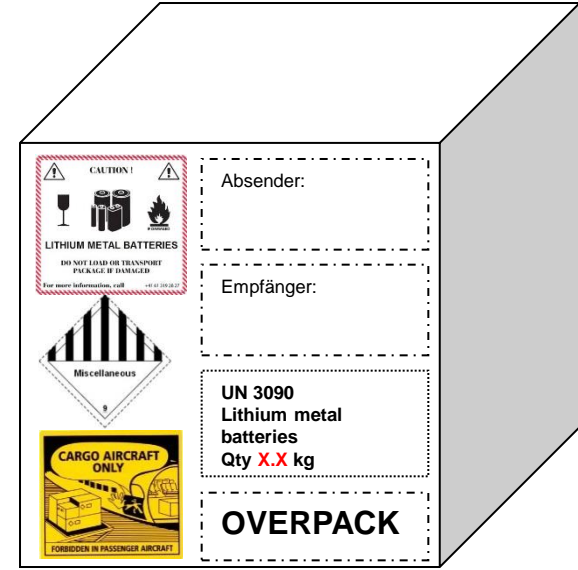 CAUTION !
LITHIUM METAL BATTERIES
DO NOT LOAD OR TRANSPORT
PACKAGE IF DAMAGED
For more information, call
Miscellaneous
9
CARGO AIRCRAFT
ONLY
FORBIDDEN IN PASSENGER AIRCRAFT
Absender:
Empfänger:
UN 3090
Lithium metal
batteries
Qty X.X kg
OVERPACK